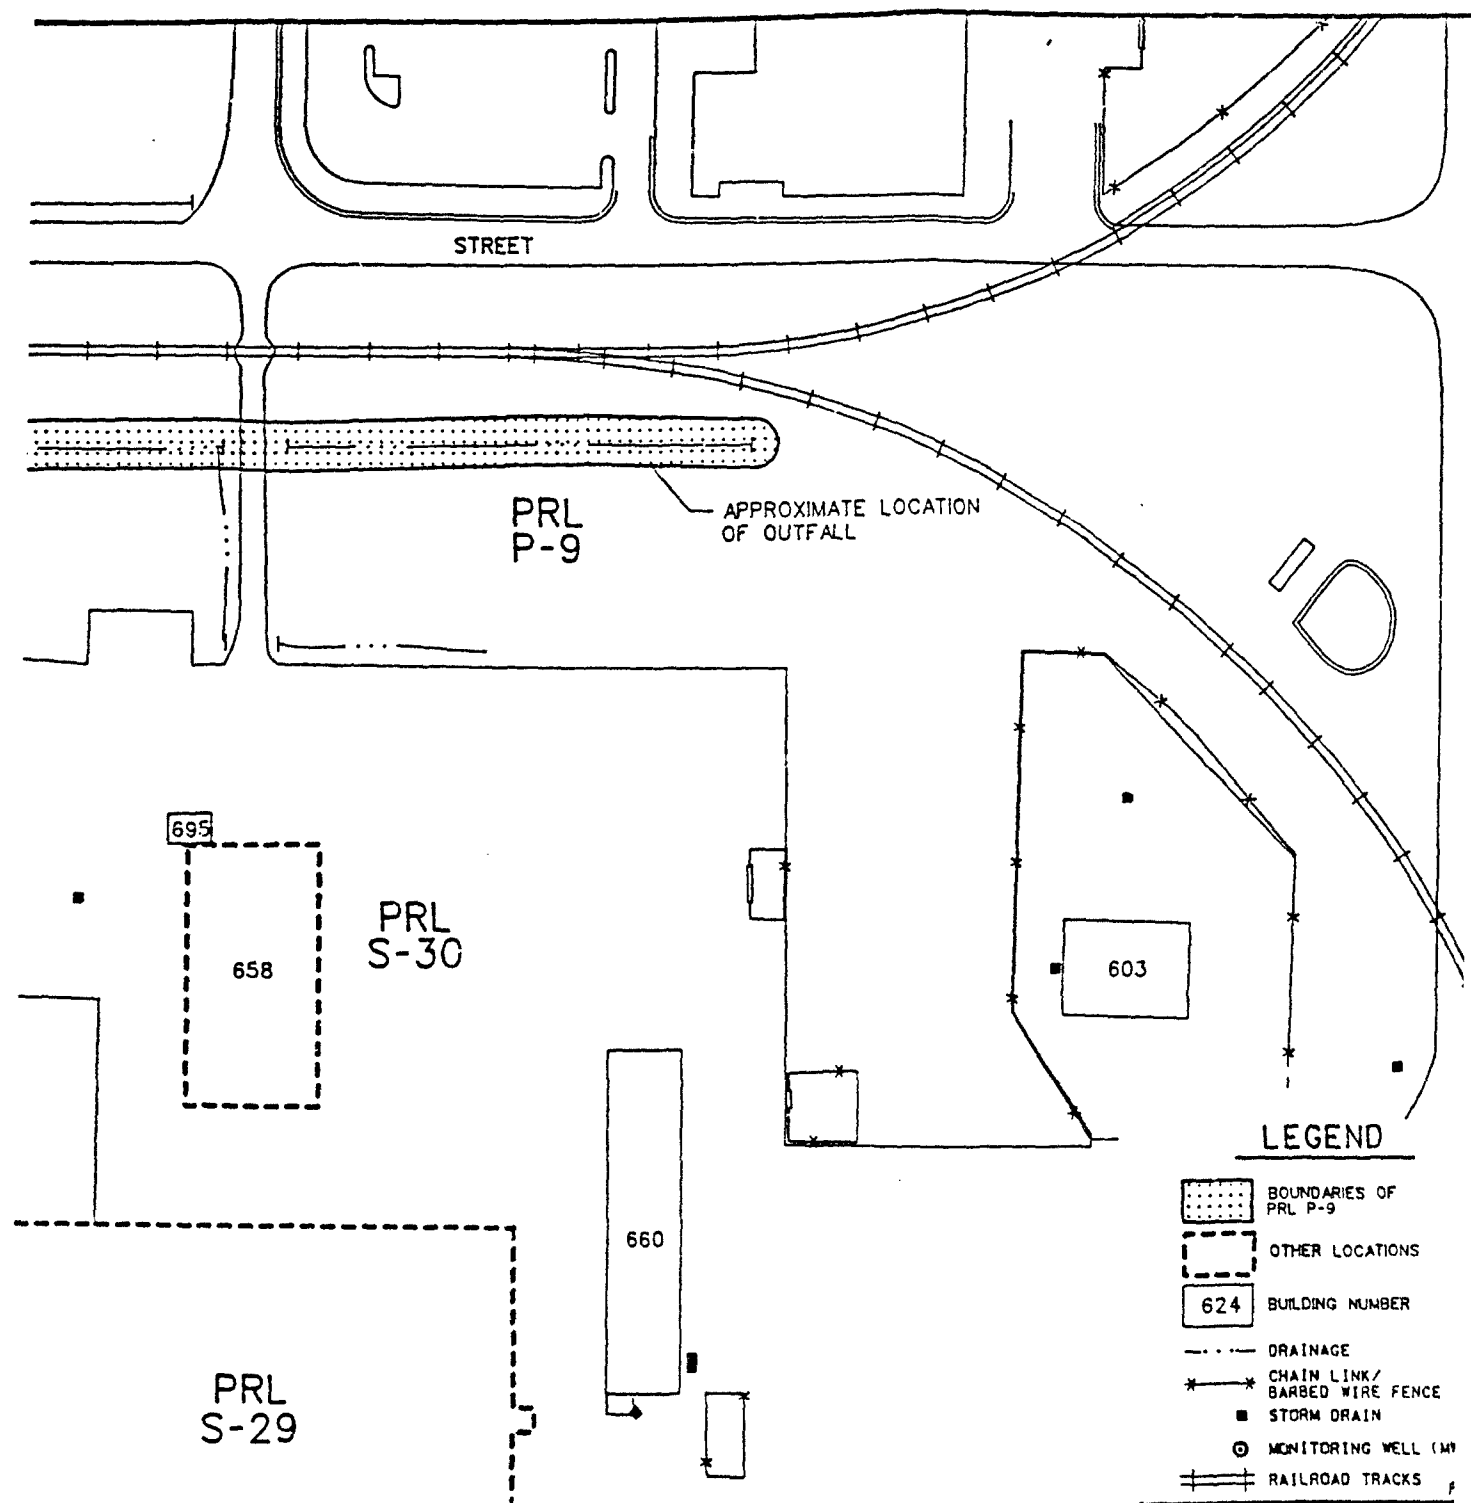 STREET
PRL
P-9
APPROXIMATE LOCATION
OF OUTFALL
695
658
PRL
S-30
603
660
PRL
S-29
LEGEND
BOUNDARIES OF
PRL P-9
OTHER LOCATIONS
624 BUILDING NUMBER
DRAINAGE
CHAIN LINK/
BARBED WIRE FENCE
STORM DRAIN
MONITORING WELL (MW
RAILROAD TRACKS